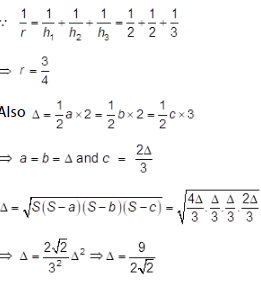 ∵ 1/r = 1/h₁ + 1/h₂ + 1/h₃ = 1/2 + 1/2 + 1/3
⇒ r = 3/4
Also Δ = 1/2 a × 2 = 1/2 b × 2 = 1/2 c × 3
⇒ a = b = Δ and c = 2Δ/3
Δ = √(S(S−a)(S−b)(S−c)) = √(4Δ/3 . Δ/3 . Δ/3 . 2Δ/3)
⇒ Δ = 2√2/3² Δ² ⇒ Δ = 9/2√2